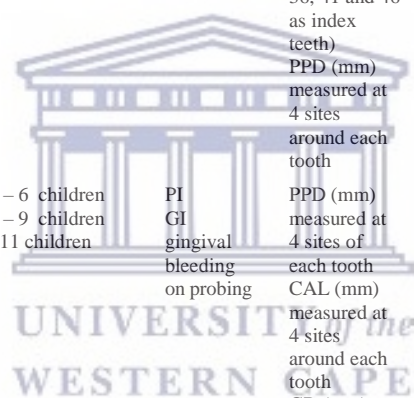 36, 41 and 46
as index
teeth)
PPD (mm)
measured at
4 sites
around each
tooth
– 6 children
– 9 children
11 children
PI
GI
gingival
bleeding
on probing
PPD (mm)
measured at
4 sites of
each tooth
CAL (mm)
measured at
4 sites
around each
tooth
UNIVERSITY of the
WESTERN CAPE